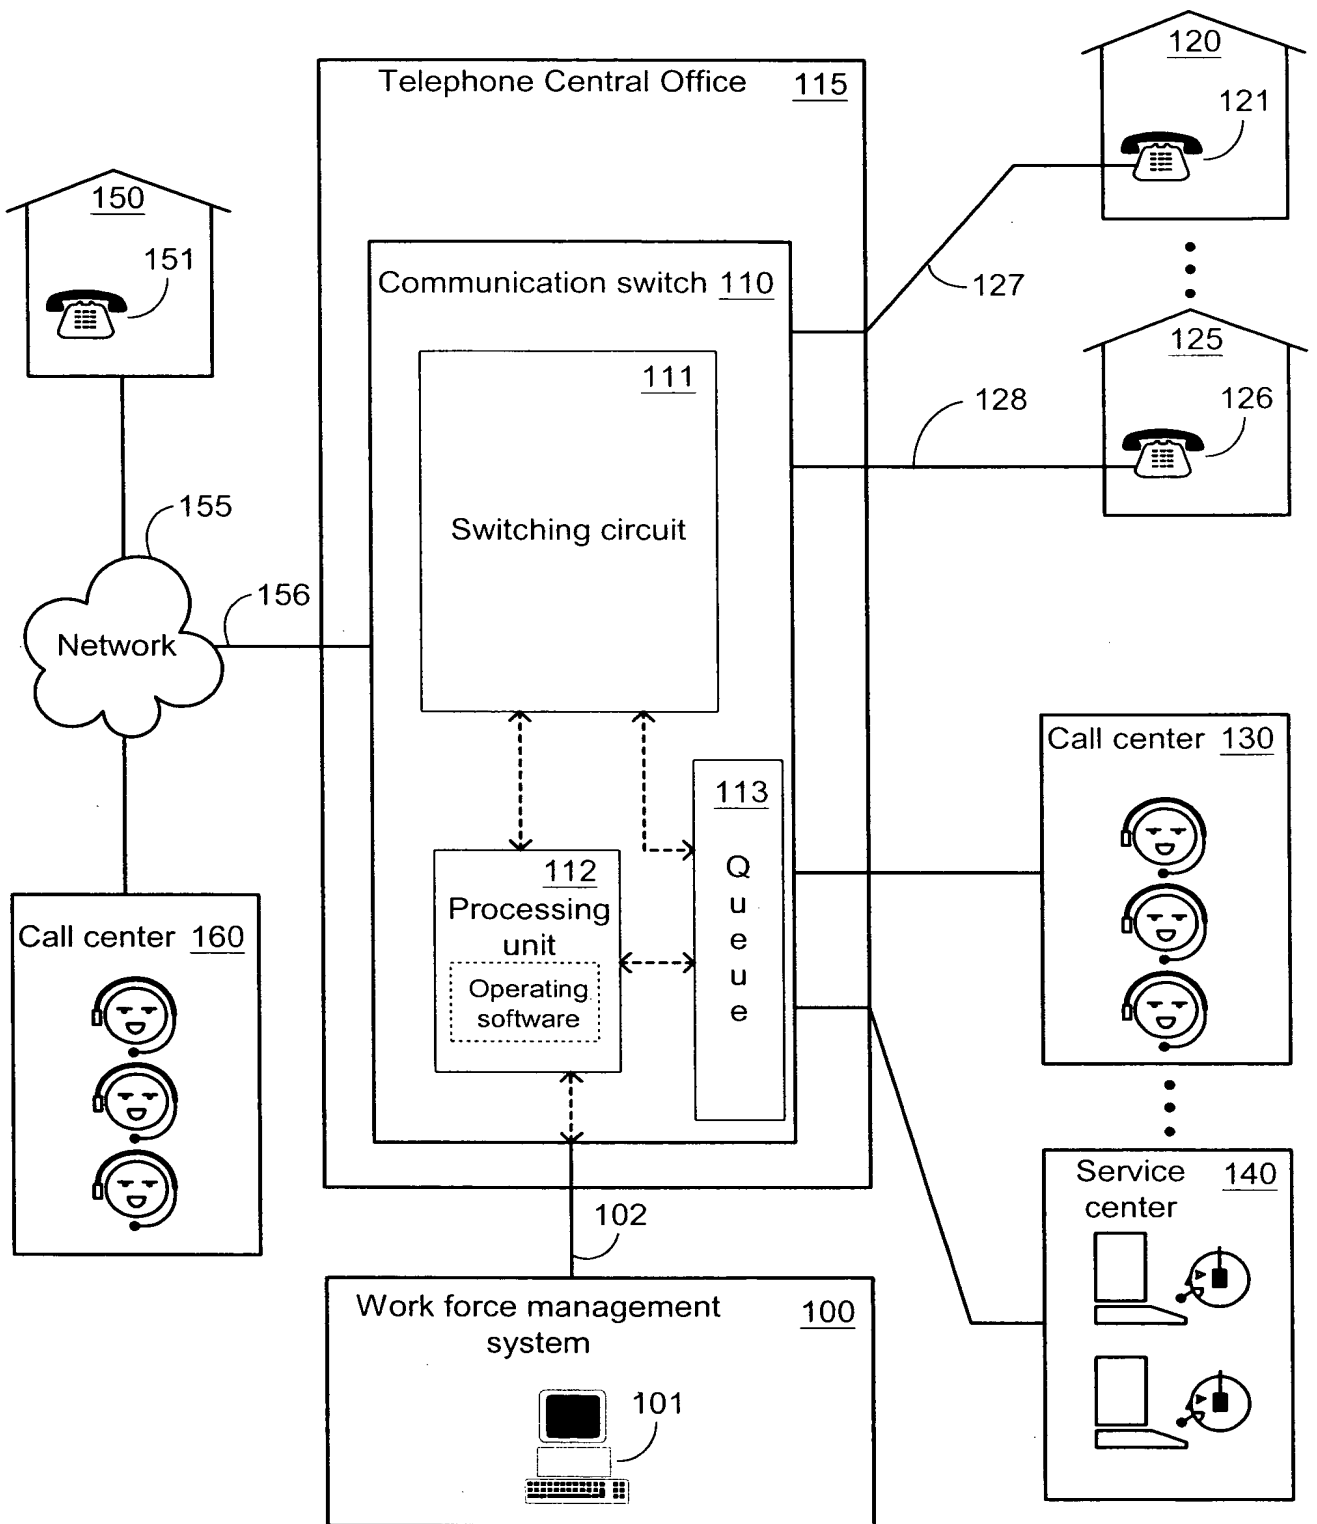 120
Telephone Central Office 115
121
150
151
Communication switch 110
127
125
111
128
126
155
Switching circuit
156
Network
Call center 130
113
Queue
112
Processing
unit
Call center 160
Operating
software
Service
center
140
102
Work force management
system
100
101